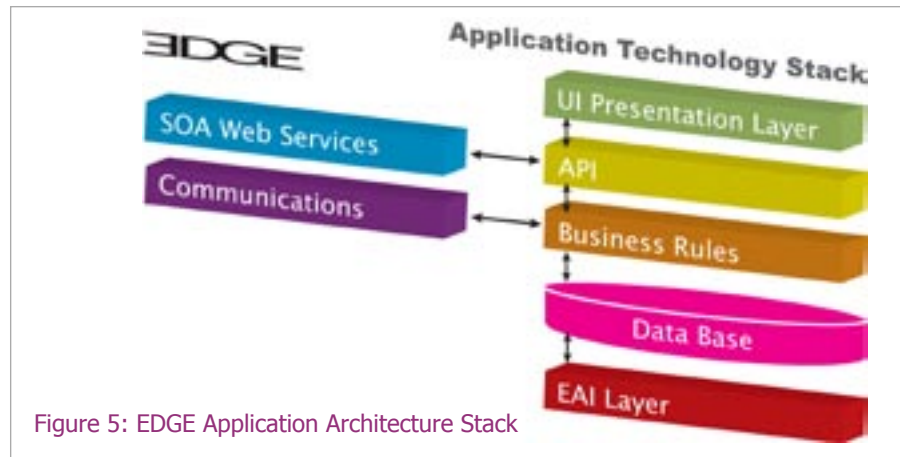 EDGE
Application Technology Stack
SOA Web Services
Communications
UI Presentation Layer
API
Business Rules
Data Base
EAI Layer
Figure 5: EDGE Application Architecture Stack